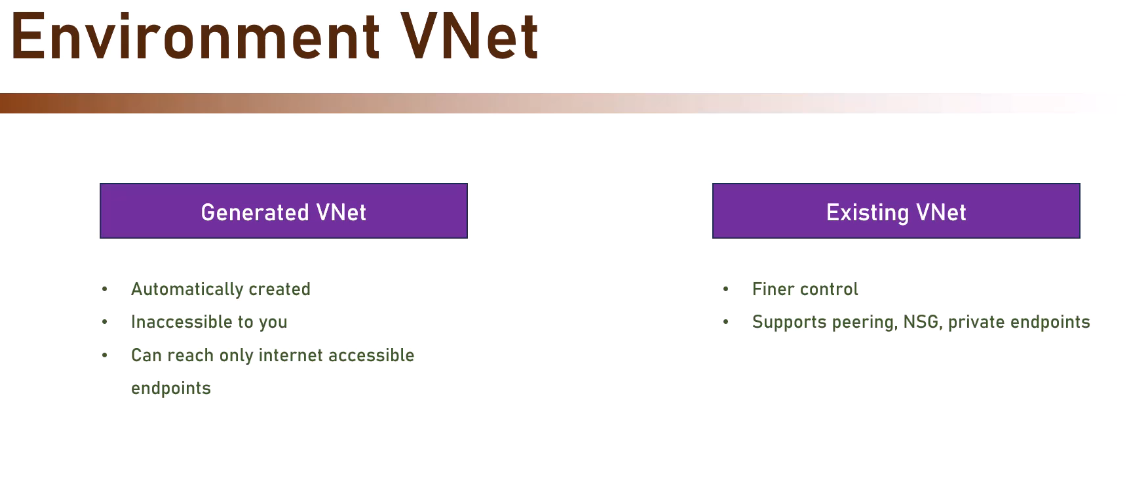 Environment VNet
Generated VNet
• Automatically created
• Inaccessible to you
• Can reach only internet accessible
endpoints
Existing VNet
• Finer control
• Supports peering, NSG, private endpoints